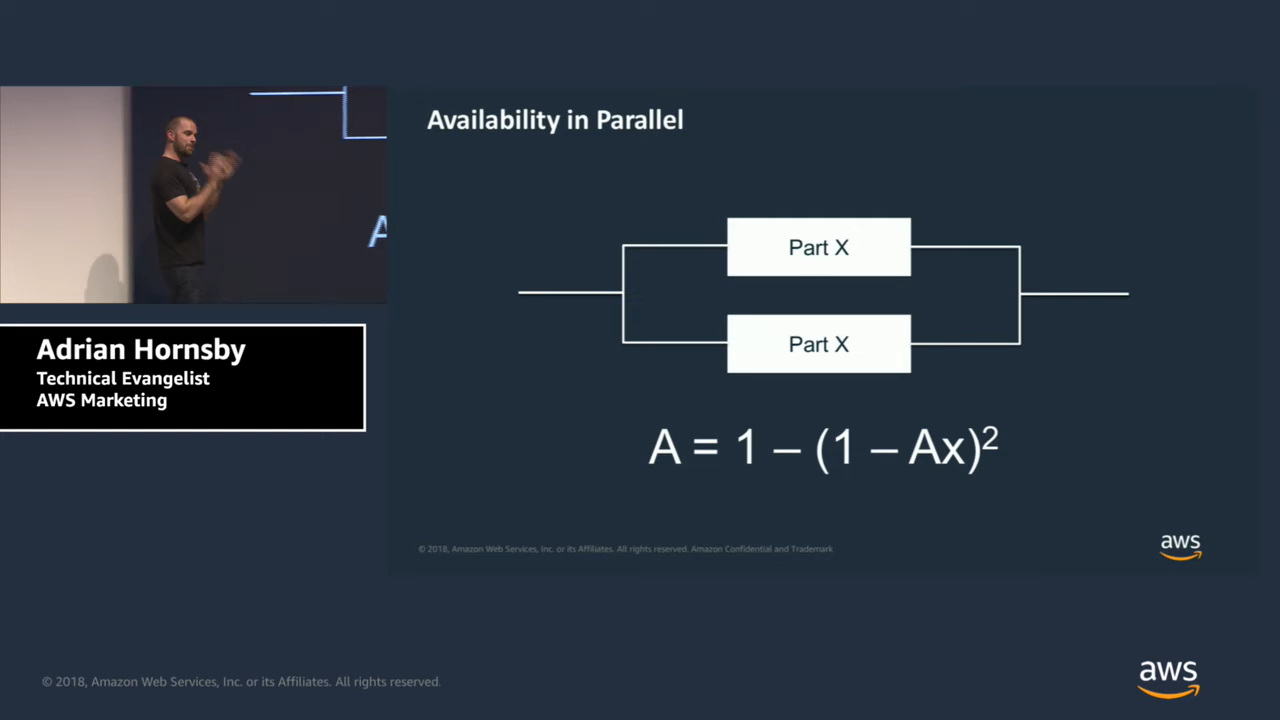 Availability in Parallel
Part X
Part X
A = 1 – (1 – Ax)²
© 2018, Amazon Web Services, Inc. or its Affiliates. All rights reserved. Amazon Confidential and Trademark
aws
A
Adrian Hornsby
Technical Evangelist
AWS Marketing
© 2018, Amazon Web Services, Inc. or its Affiliates. All rights reserved.
aws